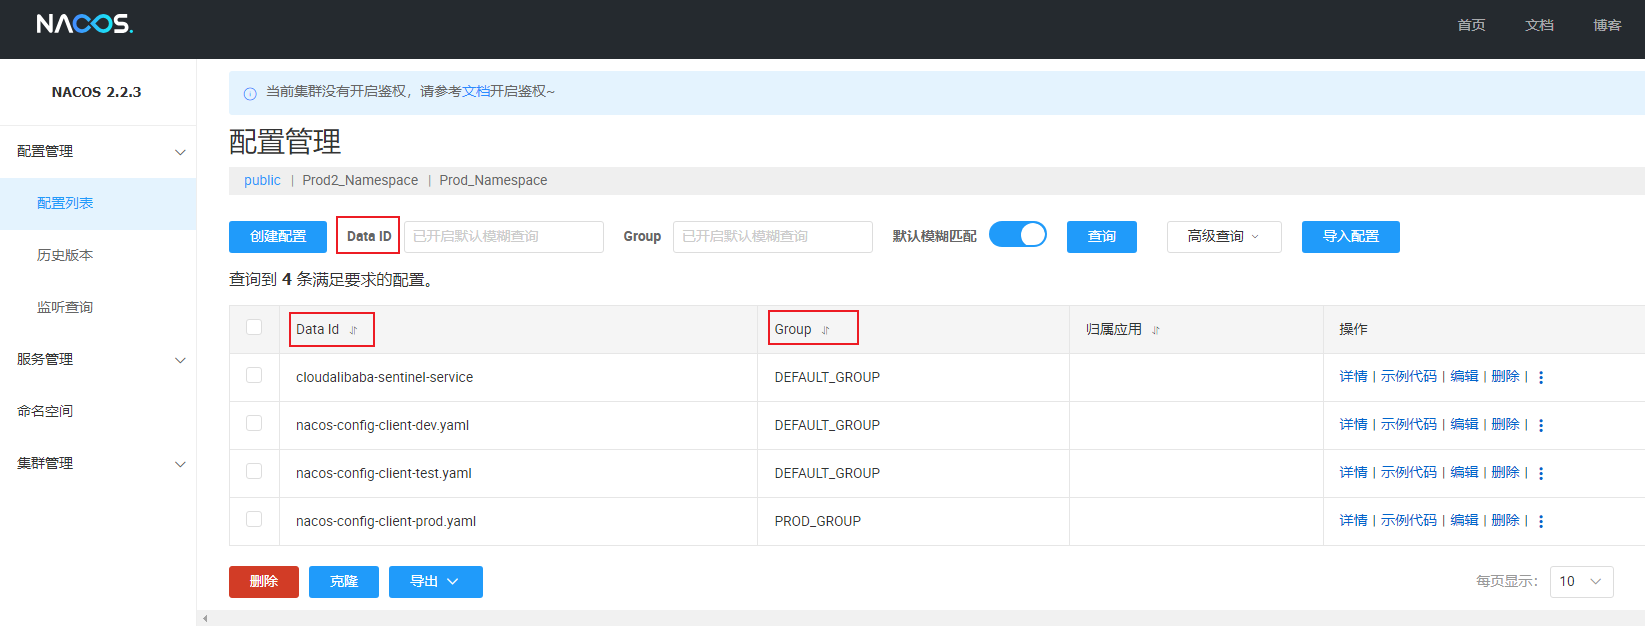 NACOS.
首页 文档 博客
NACOS 2.2.3
配置管理
配置列表
历史版本
监听查询
服务管理
命名空间
集群管理
当前集群没有开启鉴权，请参考文档开启鉴权~
配置管理
public | Prod2_Namespace | Prod_Namespace
创建配置 Data ID 已开启默认模糊查询 Group 已开启默认模糊查询 默认模糊匹配 查询 高级查询 导入配置
查询到 4 条满足要求的配置。
Data Id Group 归属应用 操作
cloudalibaba-sentinel-service DEFAULT_GROUP 详情 | 示例代码 | 编辑 | 删除 |
nacos-config-client-dev.yaml DEFAULT_GROUP 详情 | 示例代码 | 编辑 | 删除 |
nacos-config-client-test.yaml DEFAULT_GROUP 详情 | 示例代码 | 编辑 | 删除 |
nacos-config-client-prod.yaml PROD_GROUP 详情 | 示例代码 | 编辑 | 删除 |
删除 克隆 导出 每页显示： 10